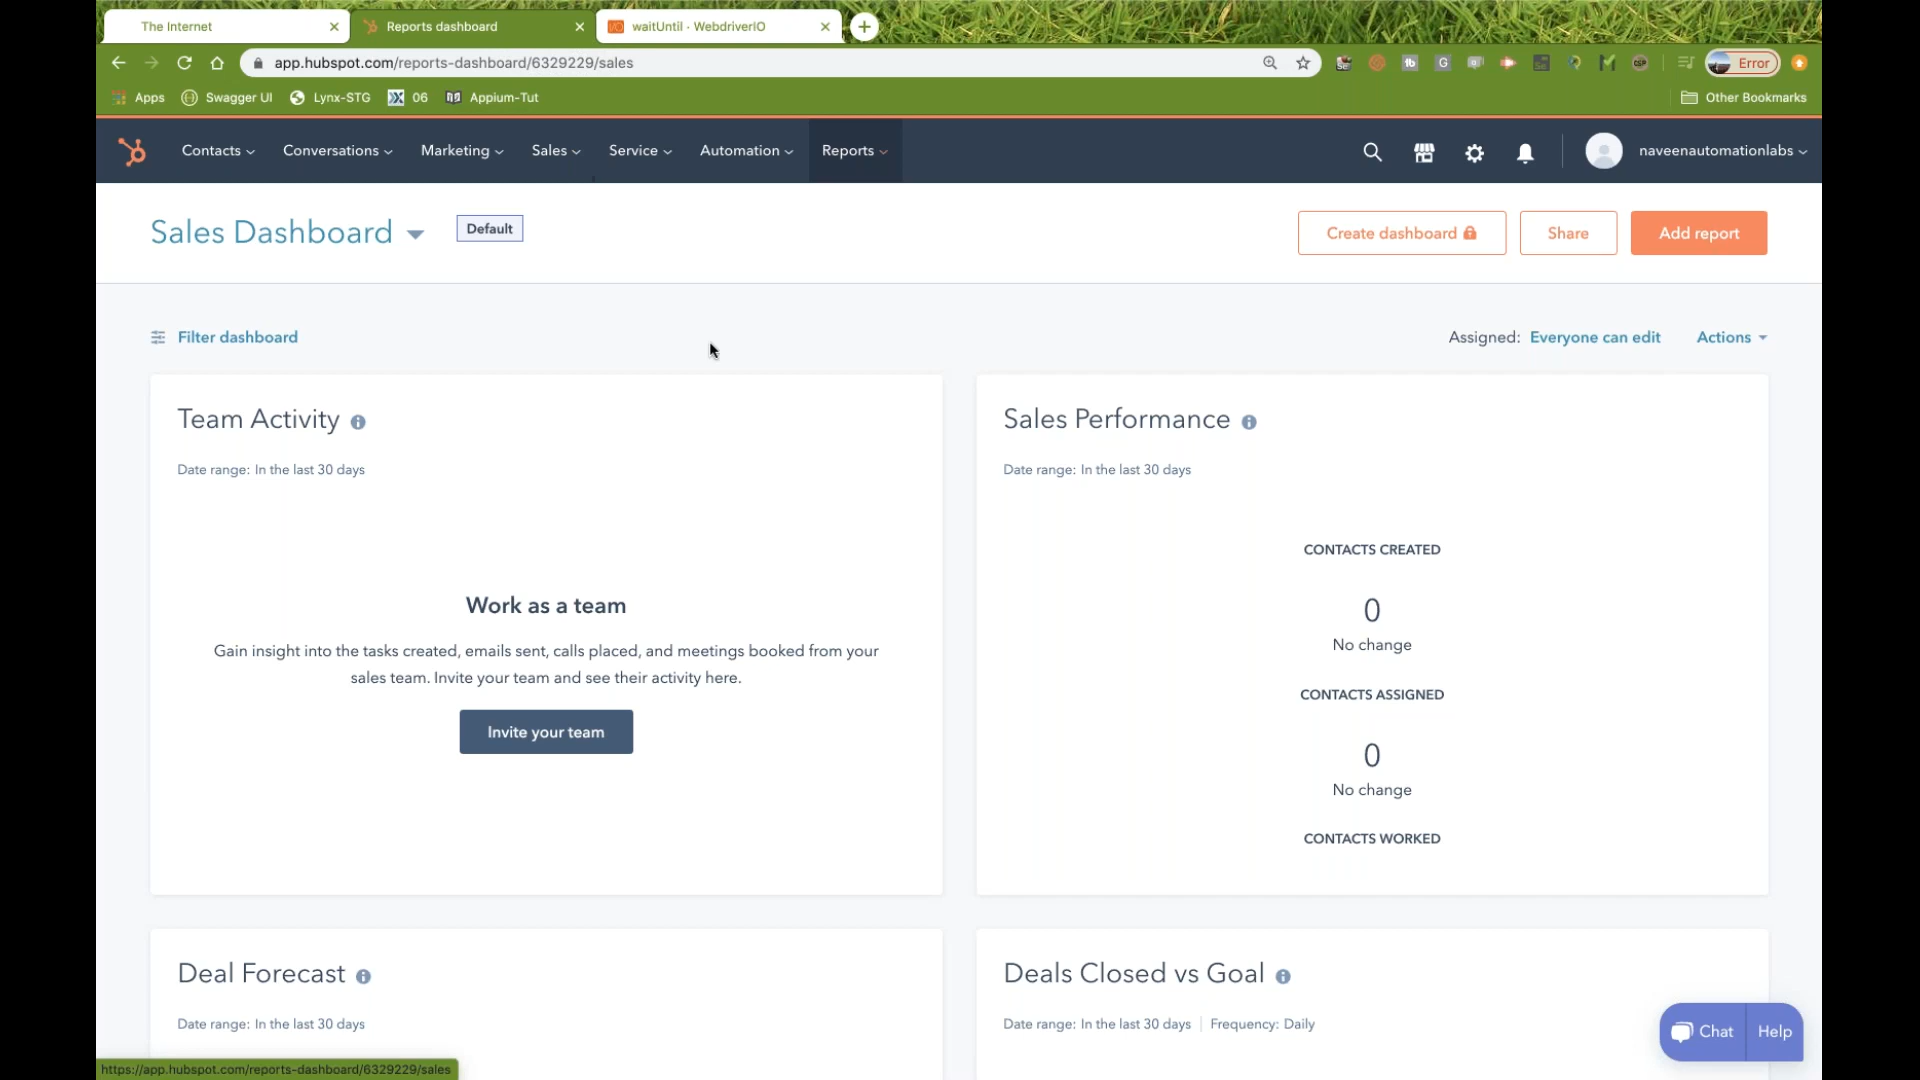 The Internet
Reports dashboard
waitUntil · WebdriverIO
app.hubspot.com/reports-dashboard/6329229/sales
Error
Apps
Swagger UI
Lynx-STG
06
Appium-Tut
Other Bookmarks
Contacts
Conversations
Marketing
Sales
Service
Automation
Reports
naveenautomationlabs
Sales Dashboard
Default
Create dashboard
Share
Add report
Filter dashboard
Assigned: Everyone can edit
Actions
Team Activity
Date range: In the last 30 days
Work as a team
Gain insight into the tasks created, emails sent, calls placed, and meetings booked from your
sales team. Invite your team and see their activity here.
Invite your team
Sales Performance
Date range: In the last 30 days
CONTACTS CREATED
0
No change
CONTACTS ASSIGNED
0
No change
CONTACTS WORKED
Deal Forecast
Date range: In the last 30 days
Deals Closed vs Goal
Date range: In the last 30 days
Frequency: Daily
Chat
Help
https://app.hubspot.com/reports-dashboard/6329229/sales